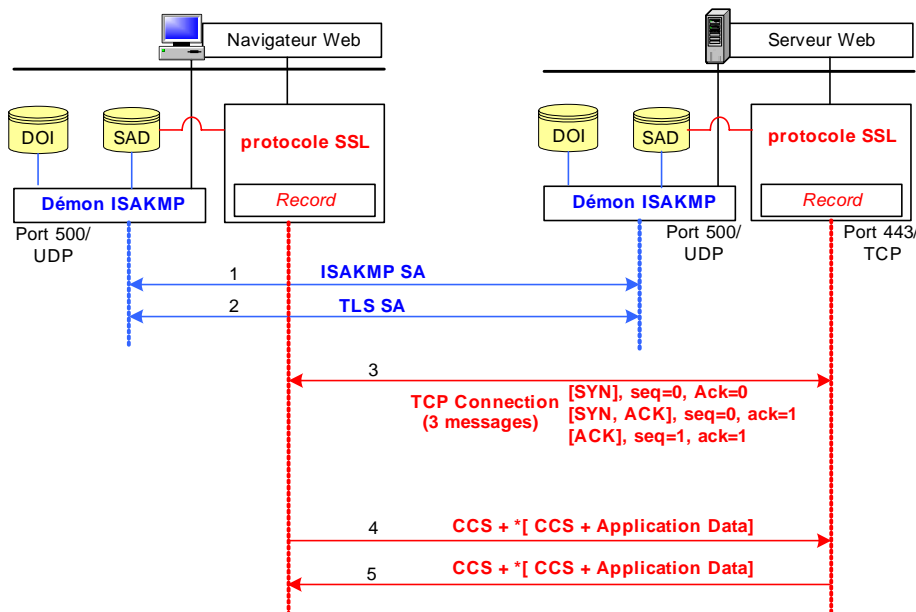 Navigateur Web
Serveur Web
DOI
SAD
protocole SSL
DOI
SAD
protocole SSL
Démon ISAKMP
Record
Démon ISAKMP
Record
Port 500/
UDP
Port 500/
UDP
Port 443/
TCP
1
ISAKMP SA
2
TLS SA
3
TCP Connection
(3 messages)
[SYN], seq=0, Ack=0
[SYN, ACK], seq=0, ack=1
[ACK], seq=1, ack=1
4
CCS + *[ CCS + Application Data]
5
CCS + *[ CCS + Application Data]